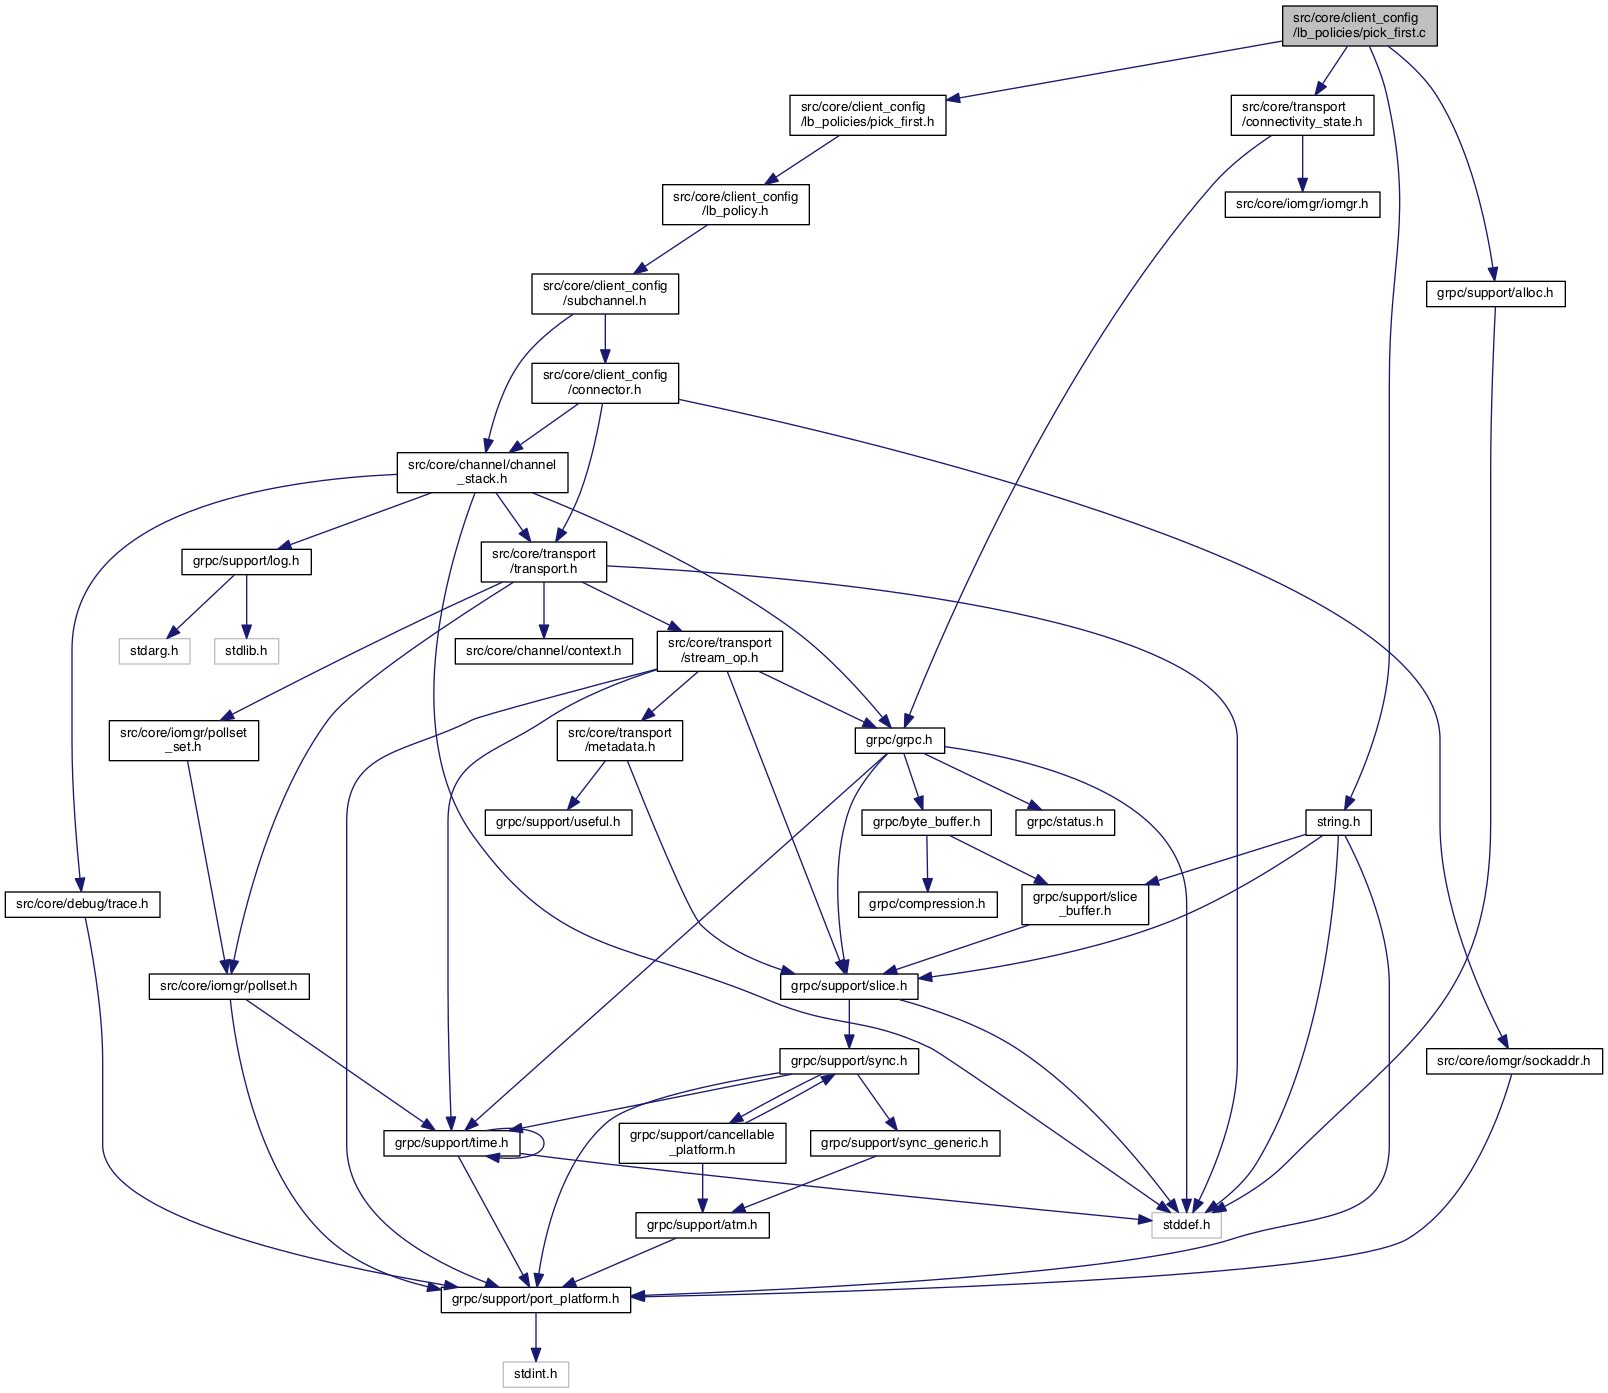 src/core/client_config
/lb_policies/pick_first.c
src/core/client_config
/lb_policies/pick_first.h
src/core/transport
/connectivity_state.h
src/core/client_config
/lb_policy.h
src/core/iomgr/iomgr.h
src/core/client_config
/subchannel.h
grpc/support/alloc.h
src/core/client_config
/connector.h
src/core/channel/channel
_stack.h
grpc/support/log.h
src/core/transport
/transport.h
stdarg.h
stdlib.h
src/core/channel/context.h
src/core/transport
/stream_op.h
src/core/iomgr/pollset
_set.h
src/core/transport
/metadata.h
grpc/grpc.h
grpc/support/useful.h
grpc/byte_buffer.h
grpc/status.h
string.h
src/core/debug/trace.h
grpc/compression.h
grpc/support/slice
_buffer.h
src/core/iomgr/pollset.h
grpc/support/slice.h
grpc/support/sync.h
src/core/iomgr/sockaddr.h
grpc/support/time.h
grpc/support/cancellable
_platform.h
grpc/support/sync_generic.h
grpc/support/atm.h
stddef.h
grpc/support/port_platform.h
stdint.h